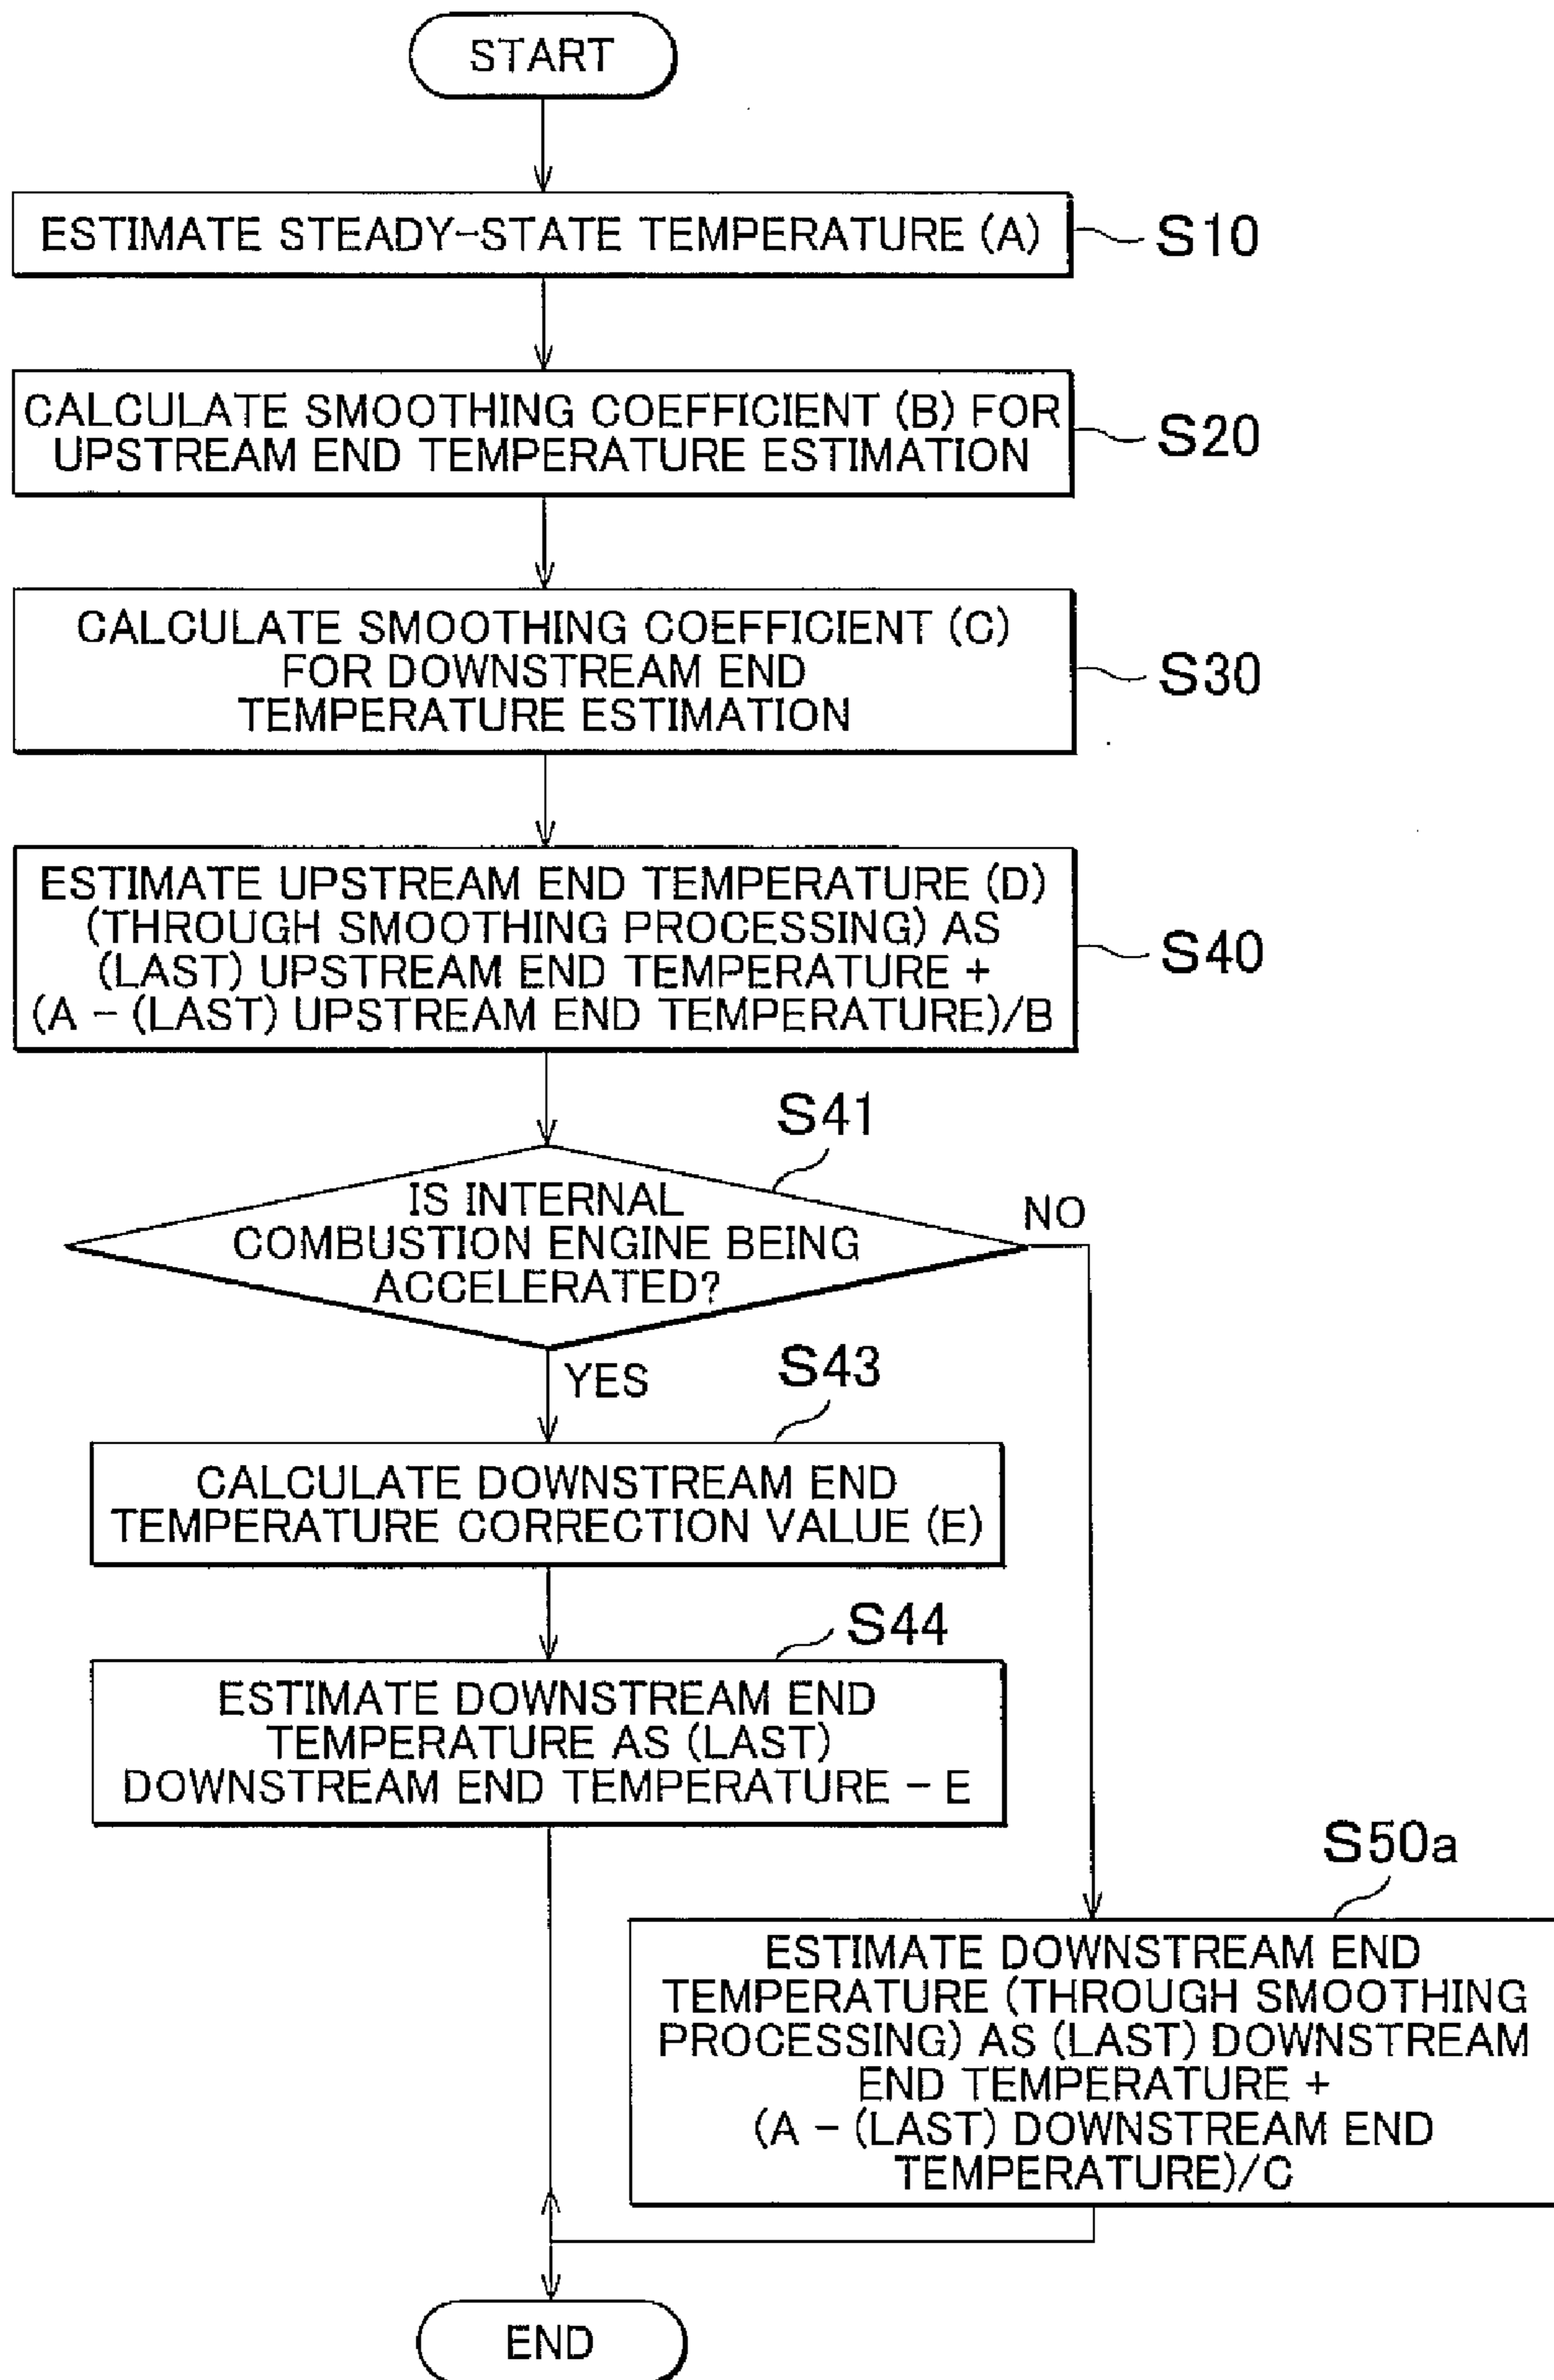 START
ESTIMATE STEADY-STATE TEMPERATURE (A)
S10
CALCULATE SMOOTHING COEFFICIENT (B) FOR
UPSTREAM END TEMPERATURE ESTIMATION
S20
CALCULATE SMOOTHING COEFFICIENT (C)
FOR DOWNSTREAM END
TEMPERATURE ESTIMATION
S30
ESTIMATE UPSTREAM END TEMPERATURE (D)
(THROUGH SMOOTHING PROCESSING) AS
(LAST) UPSTREAM END TEMPERATURE +
(A - (LAST) UPSTREAM END TEMPERATURE)/B
S40
S41
IS INTERNAL
COMBUSTION ENGINE BEING
ACCELERATED?
NO
YES
S43
CALCULATE DOWNSTREAM END
TEMPERATURE CORRECTION VALUE (E)
S44
ESTIMATE DOWNSTREAM END
TEMPERATURE AS (LAST)
DOWNSTREAM END TEMPERATURE - E
S50a
ESTIMATE DOWNSTREAM END
TEMPERATURE (THROUGH SMOOTHING
PROCESSING) AS (LAST) DOWNSTREAM
END TEMPERATURE +
(A - (LAST) DOWNSTREAM END
TEMPERATURE)/C
END